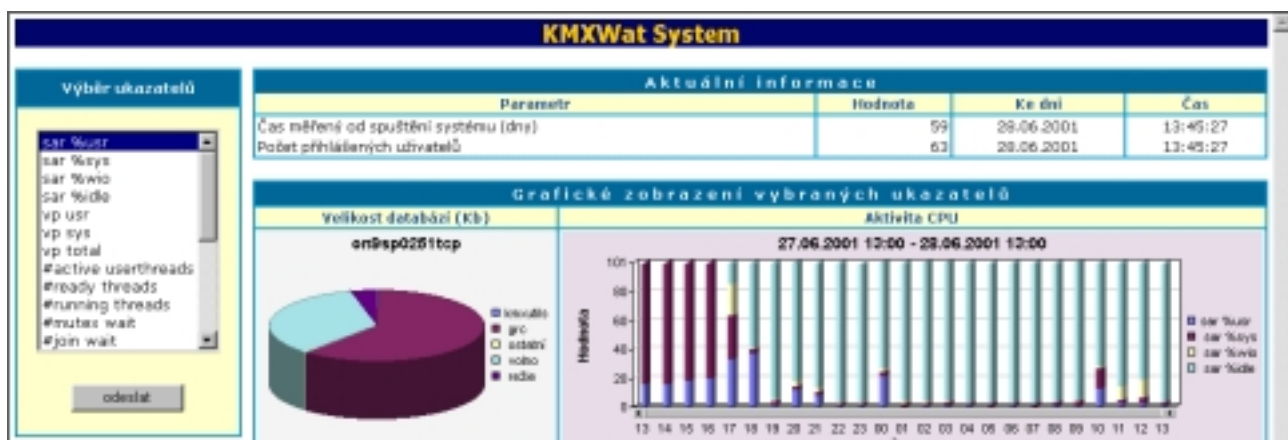 KMXWat System
Výběr ukazatelů
sar %usr
sar %sys
sar %wio
sar %idle
vp usr
vp sys
vp total
#active userthreads
#ready threads
#running threads
#mutex wait
#join wait
odeslat
Aktuální informace
Parametr Hodnota Ke dni Čas
Čas měření od spuštění systému (dny) 59 28.06.2001 13:45:27
Počet přihlášených uživatelů 63 28.06.2001 13:45:27
Grafické zobrazení vybraných ukazatelů
Velikost databází (Kb) Aktivita CPU
on9sp0251tcp
grc
ostatní
volno
režie
27.06.2001 13:00 - 28.06.2001 13:00
Hodnota
101
80
60
40
20
0
13 14 15 16 17 18 19 20 21 22 23 00 01 02 03 04 05 06 07 08 09 10 11 12 13
sar %usr
sar %sys
sar %wio
sar %idle